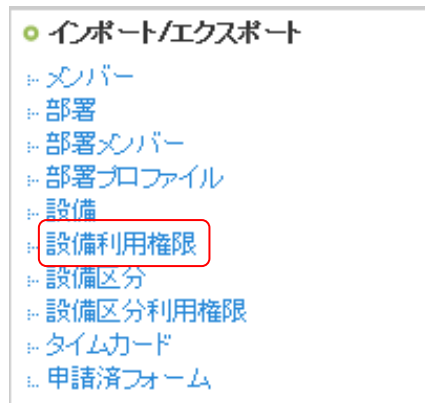 インポート/エクスポート
メンバー
部署
部署メンバー
部署プロファイル
設備
設備利用権限
設備区分
設備区分利用権限
タイムカード
申請済フォーム